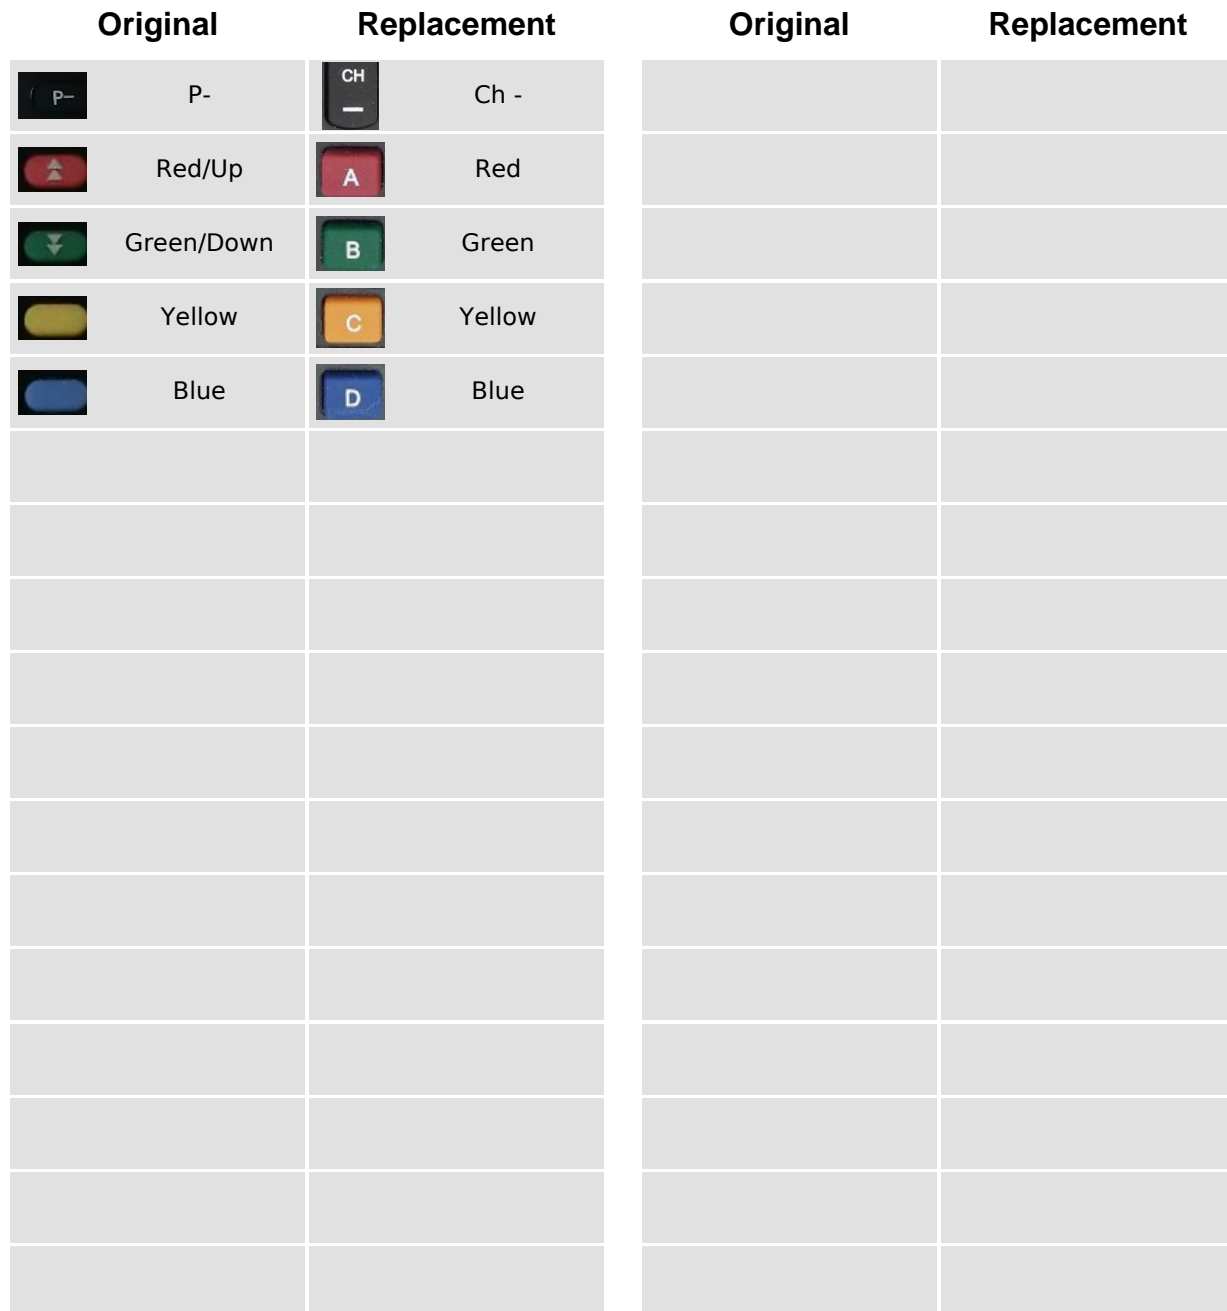 Original Replacement Original Replacement
P− P- CH − Ch -
Red/Up A Red
Green/Down B Green
Yellow C Yellow
Blue D Blue